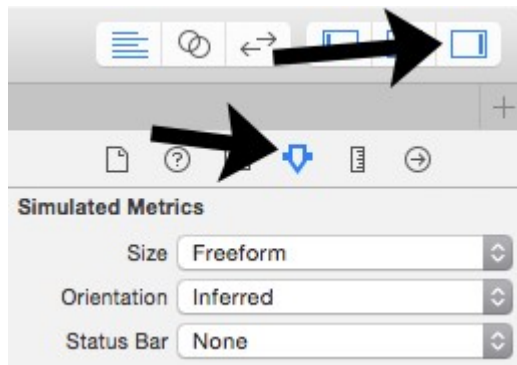 Simulated Metrics
Size Freeform
Orientation Inferred
Status Bar None